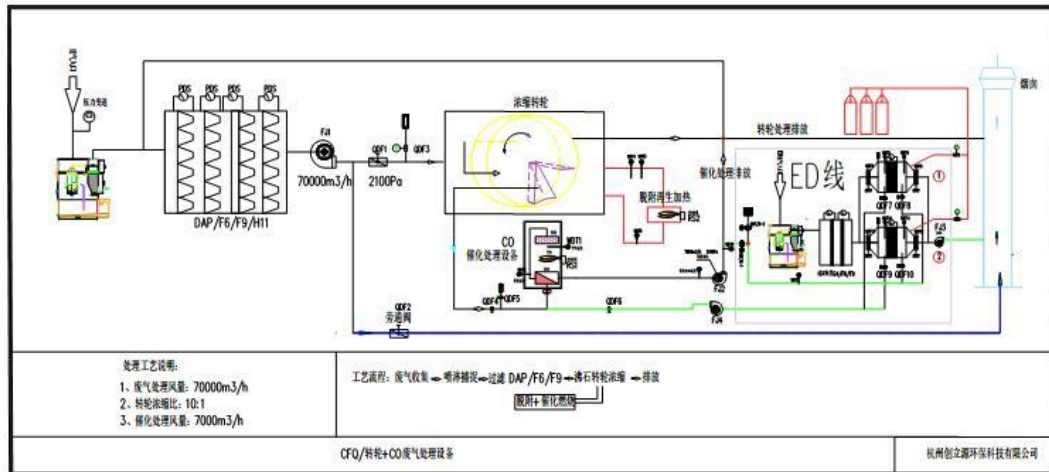 压力变送
PDS PDS PDS PDS
DAP/F6/F9/H11
FJ1
70000m3/h
QDF1
2100Pa
QDF3
浓缩转轮
转轮处理排放
催化处理排放
脱附再生加热
烟囱
ED线
CO
催化处理设备
QDF7 QDF8
QDF9 QDF10
FJ3
FJ2
FJ4
①
②
QDF4 QDF5
QDF6
QDF2
旁通阀
处理工艺说明:
1、废气处理风量: 70000m3/h
2、转轮浓缩比: 10:1
3、催化处理风量: 7000m3/h
工艺流程: 废气收集 喷淋捕捉 过滤 DAP/F6/F9 沸石转轮浓缩 排放
脱附+催化燃烧
CFQ/转轮+CO废气处理设备
杭州创立源环保科技有限公司